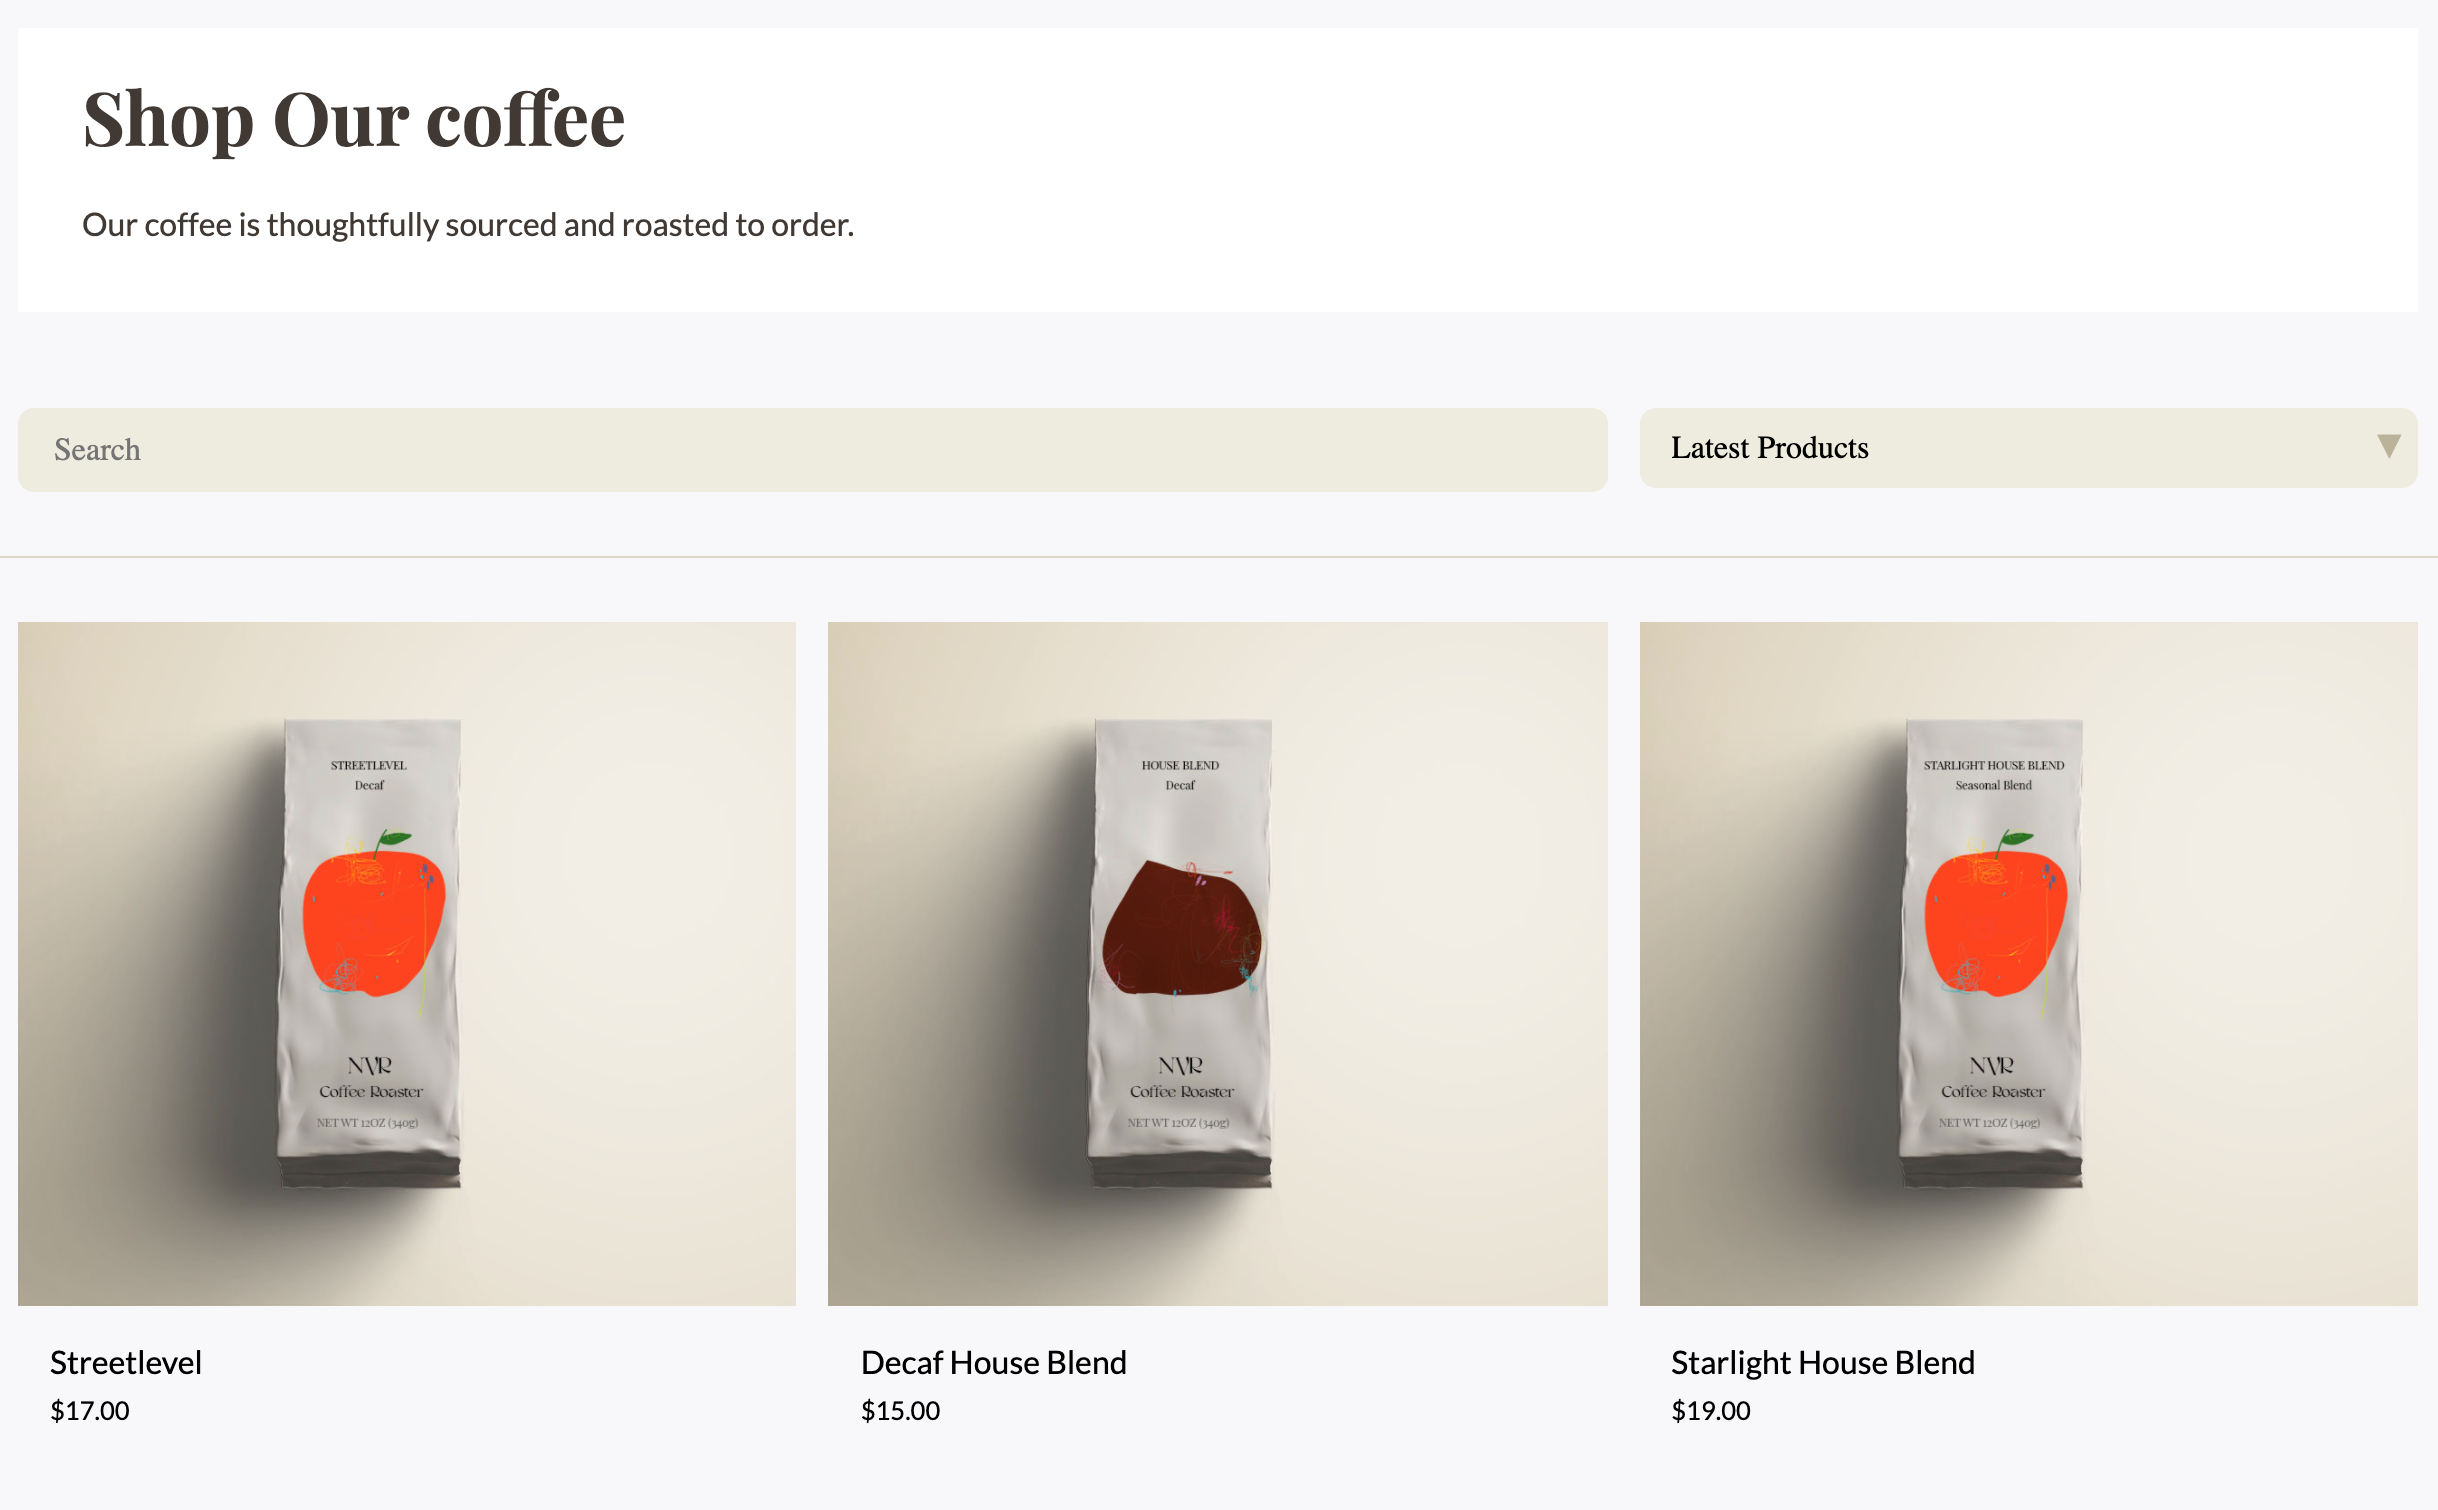 Shop Our coffee
Our coffee is thoughtfully sourced and roasted to order.
Search
Latest Products
STREETLEVEL
Decaf
NVR
Coffee Roaster
NET WT 12OZ (340g)
HOUSE BLEND
Decaf
NVR
Coffee Roaster
NET WT 12OZ (340g)
STARLIGHT HOUSE BLEND
Seasonal Blend
NVR
Coffee Roaster
NET WT 12OZ (340g)
Streetlevel
$17.00
Decaf House Blend
$15.00
Starlight House Blend
$19.00